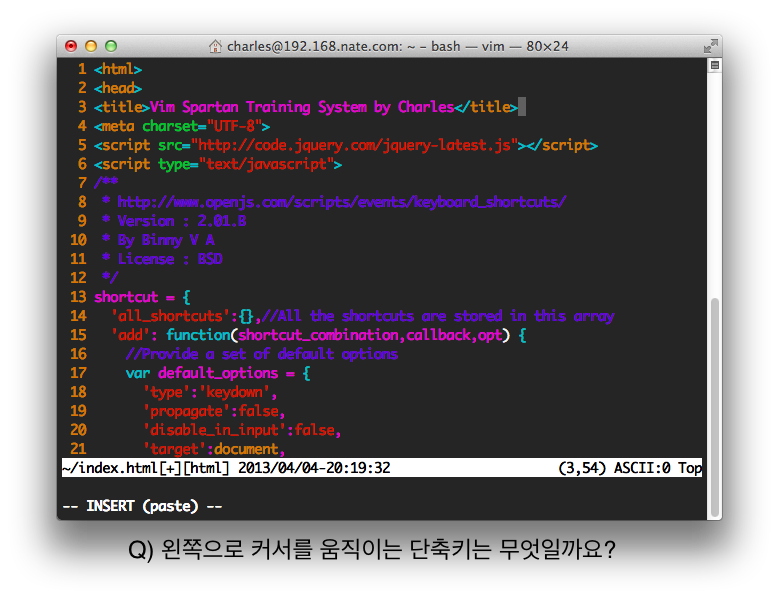 charles@192.168.nate.com: ~ – bash — vim — 80×24
1 <html>
2 <head>
3 <title>Vim Spartan Training System by Charles</title>
4 <meta charset="UTF-8">
5 <script src="http://code.jquery.com/jquery-latest.js"></script>
6 <script type="text/javascript">
7 /**
8  * http://www.openjs.com/scripts/events/keyboard_shortcuts/
9  * Version : 2.01.B
10  * By Binny V A
11  * License : BSD
12  */
13 shortcut = {
14   'all_shortcuts':{},//All the shortcuts are stored in this array
15   'add': function(shortcut_combination,callback,opt) {
16     //Provide a set of default options
17     var default_options = {
18       'type':'keydown',
19       'propagate':false,
20       'disable_in_input':false,
21       'target':document,
~/index.html[+][html] 2013/04/04-20:19:32 (3,54) ASCII:0 Top
-- INSERT (paste) --
Q) 왼쪽으로 커서를 움직이는 단축키는 무엇일까요?